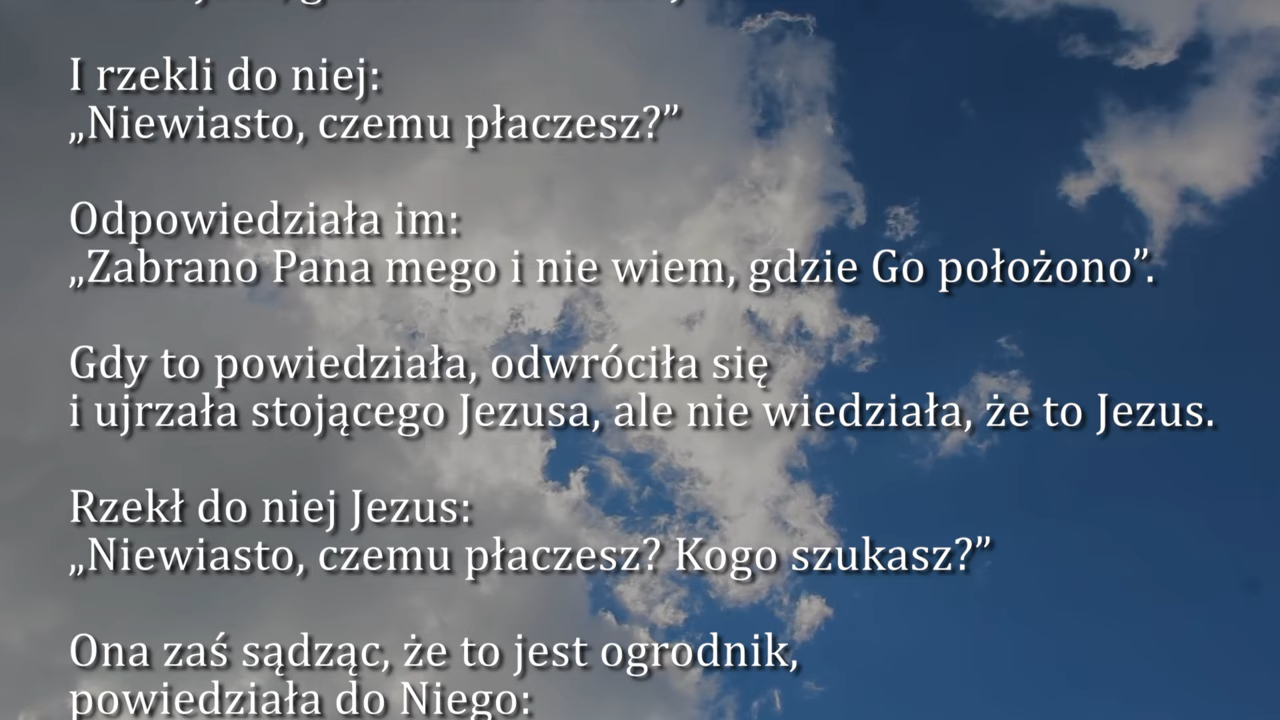 I rzekli do niej:
„Niewiasto, czemu płaczesz?”
Odpowiedziała im:
„Zabrano Pana mego i nie wiem, gdzie Go położono”.
Gdy to powiedziała, odwróciła się
i ujrzała stojącego Jezusa, ale nie wiedziała, że to Jezus.
Rzekł do niej Jezus:
„Niewiasto, czemu płaczesz? Kogo szukasz?”
Ona zaś sądząc, że to jest ogrodnik,
powiedziała do Niego: